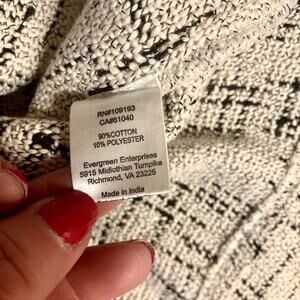 RN#109193
CA#61040
90%COTTON
10% POLYESTER
Evergreen Enterprises
5915 Midlothian Turnpike
Richmond, VA 23225
Made in India